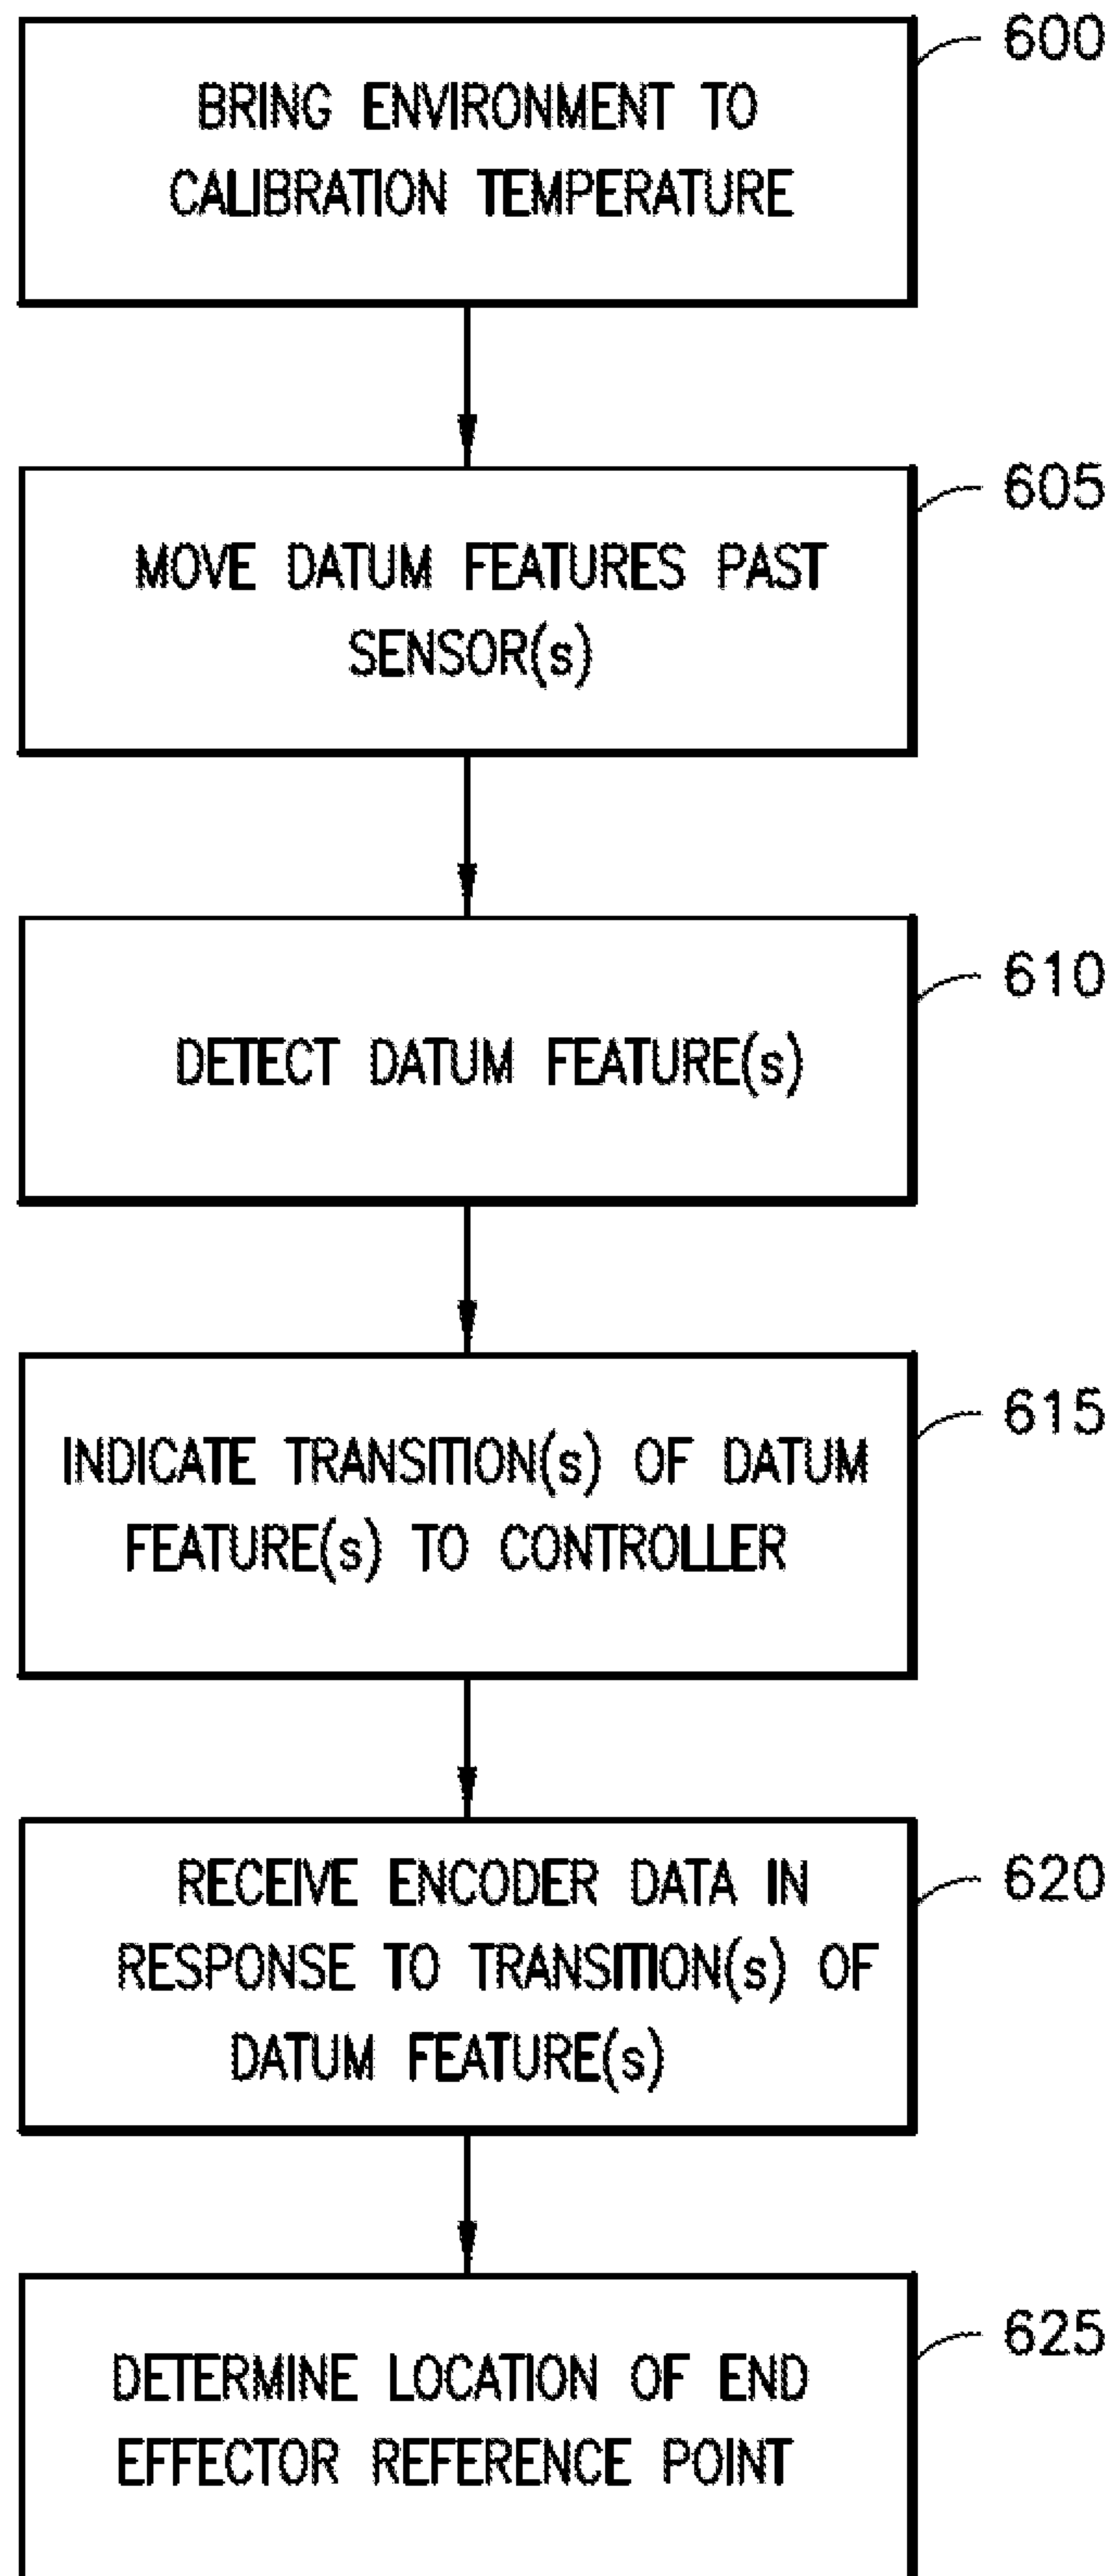 600
BRING ENVIRONMENT TO
CALIBRATION TEMPERATURE
605
MOVE DATUM FEATURES PAST
SENSOR(s)
610
DETECT DATUM FEATURE(s)
615
INDICATE TRANSITION(s) OF DATUM
FEATURE(s) TO CONTROLLER
620
RECEIVE ENCODER DATA IN
RESPONSE TO TRANSITION(s) OF
DATUM FEATURE(s)
625
DETERMINE LOCATION OF END
EFFECTOR REFERENCE POINT